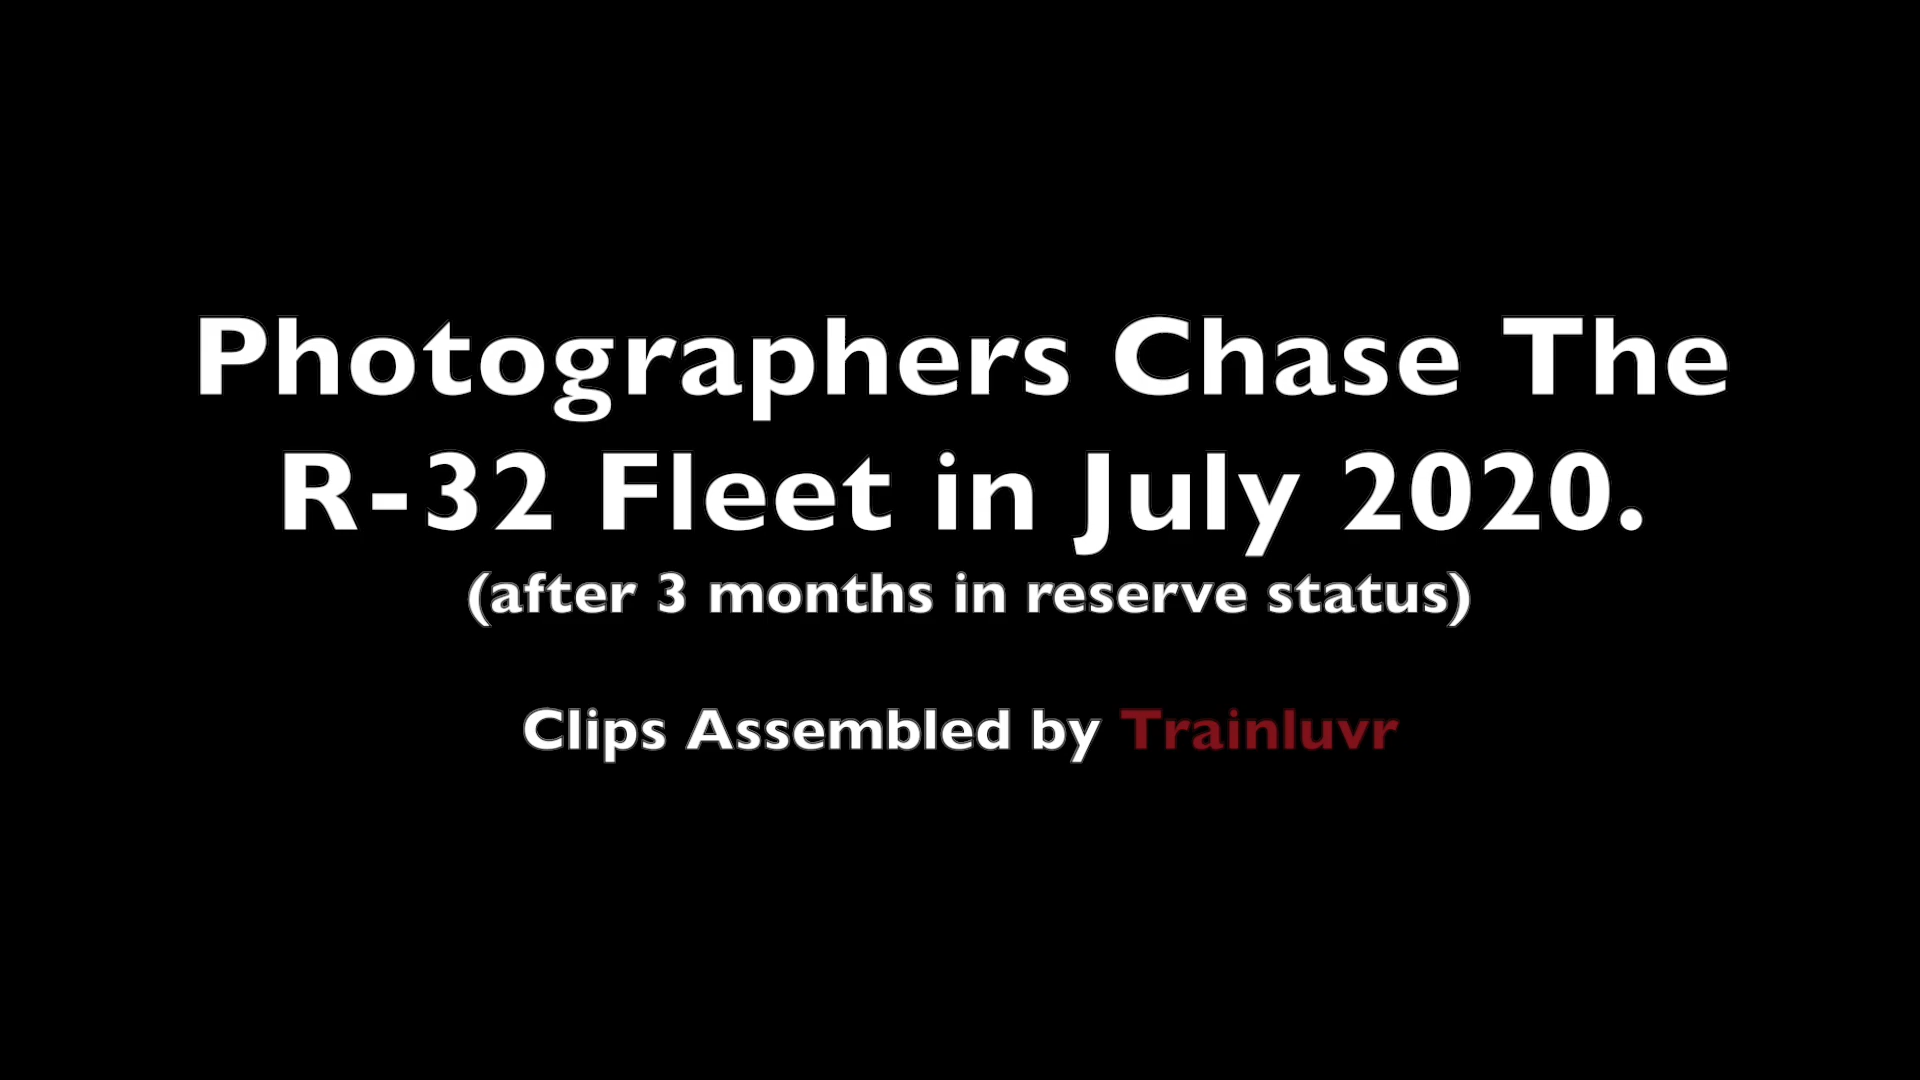 Photographers Chase The
R-32 Fleet in July 2020.
(after 3 months in reserve status)
Clips Assembled by Trainluvr